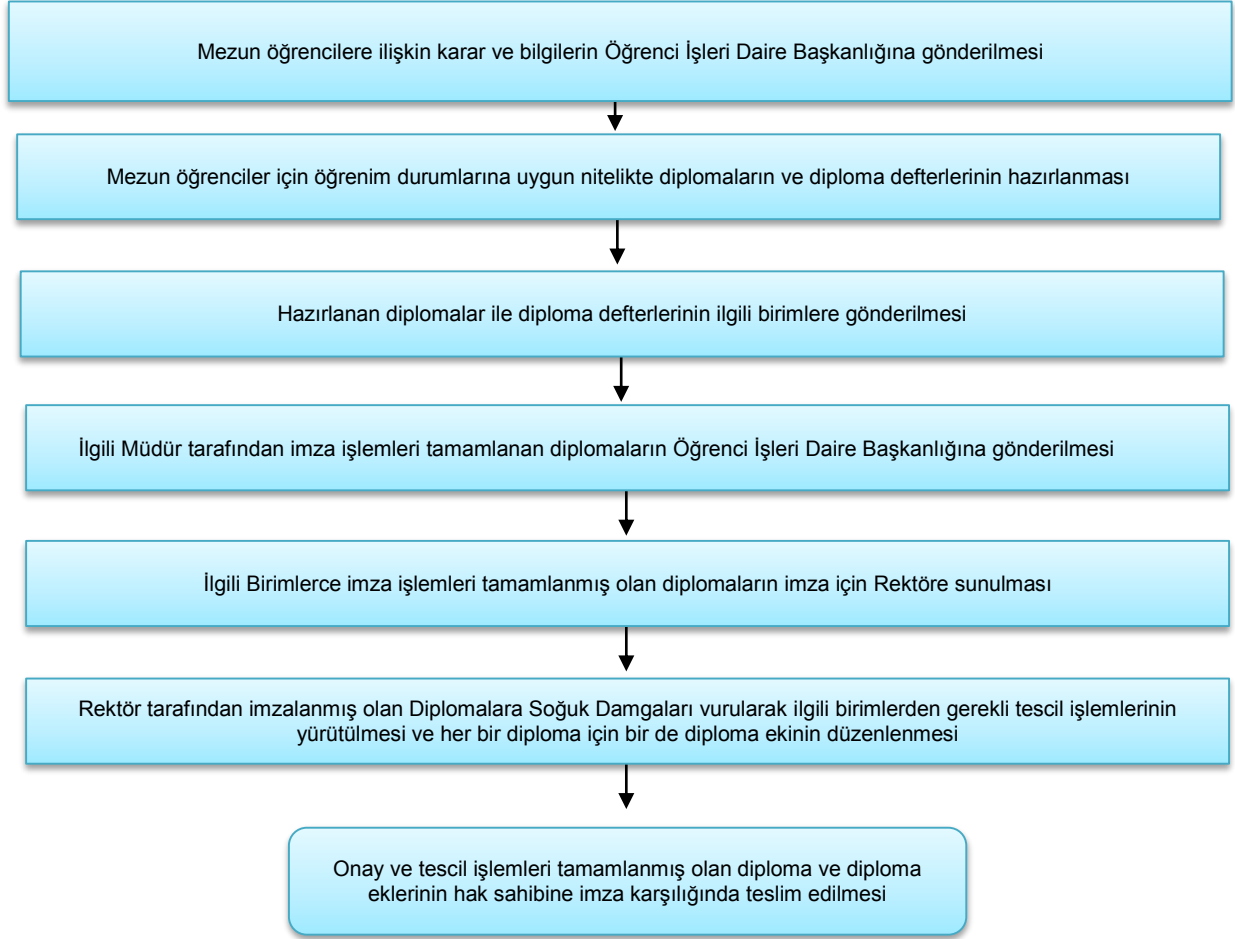 Mezun öğrencilere ilişkin karar ve bilgilerin Öğrenci İşleri Daire Başkanlığına gönderilmesi
Mezun öğrenciler için öğrenim durumlarına uygun nitelikte diplomaların ve diploma defterlerinin hazırlanması
Hazırlanan diplomalar ile diploma defterlerinin ilgili birimlere gönderilmesi
İlgili Müdür tarafından imza işlemleri tamamlanan diplomaların Öğrenci İşleri Daire Başkanlığına gönderilmesi
İlgili Birimlerce imza işlemleri tamamlanmış olan diplomaların imza için Rektöre sunulması
Rektör tarafından imzalanmış olan Diplomalara Soğuk Damgaları vurularak ilgili birimlerden gerekli tescil işlemlerinin
yürütülmesi ve her bir diploma için bir de diploma ekinin düzenlenmesi
Onay ve tescil işlemleri tamamlanmış olan diploma ve diploma
eklerinin hak sahibine imza karşılığında teslim edilmesi